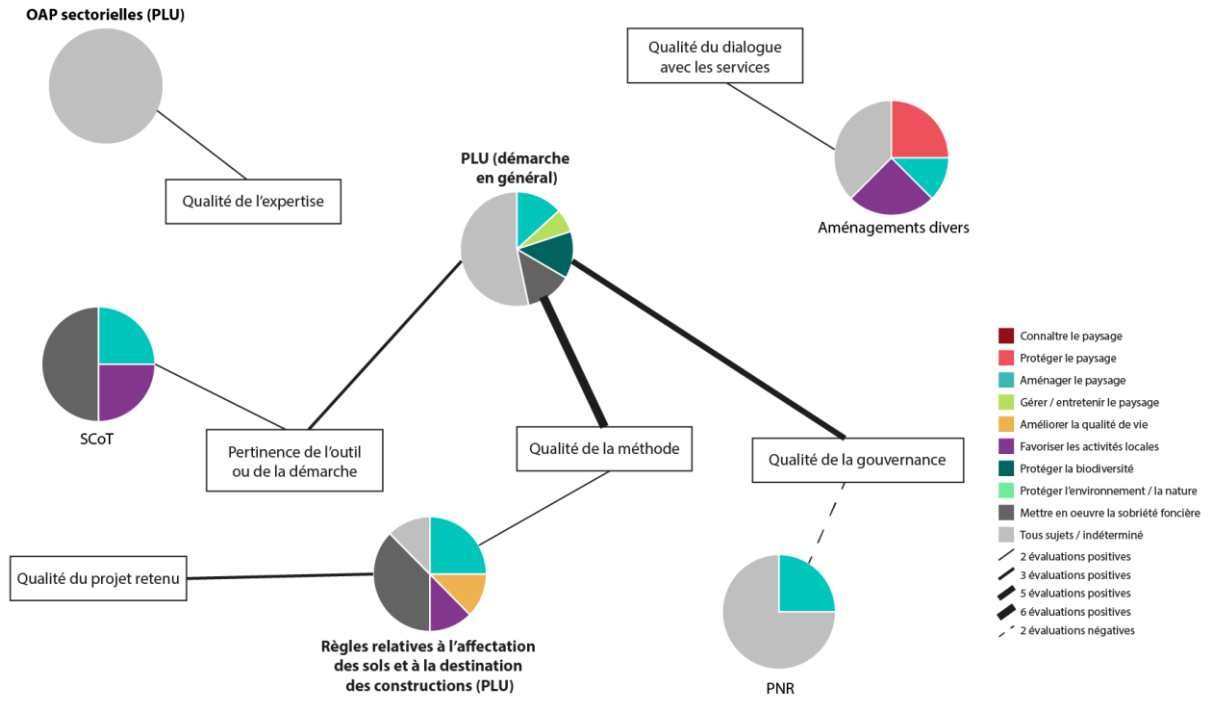 OAP sectorielles (PLU)
Qualité du dialogue
avec les services
PLU (démarche
en général)
Qualité de l’expertise
Aménagements divers
SCoT
Pertinence de l’outil
ou de la démarche
Qualité de la méthode
Qualité de la gouvernance
Qualité du projet retenu
Règles relatives à l’affectation
des sols et à la destination
des constructions (PLU)
PNR
Connaître le paysage
Protéger le paysage
Aménager le paysage
Gérer / entretenir le paysage
Améliorer la qualité de vie
Favoriser les activités locales
Protéger la biodiversité
Protéger l’environnement / la nature
Mettre en oeuvre la sobriété foncière
Tous sujets / indéterminé
2 évaluations positives
3 évaluations positives
5 évaluations positives
6 évaluations positives
2 évaluations négatives